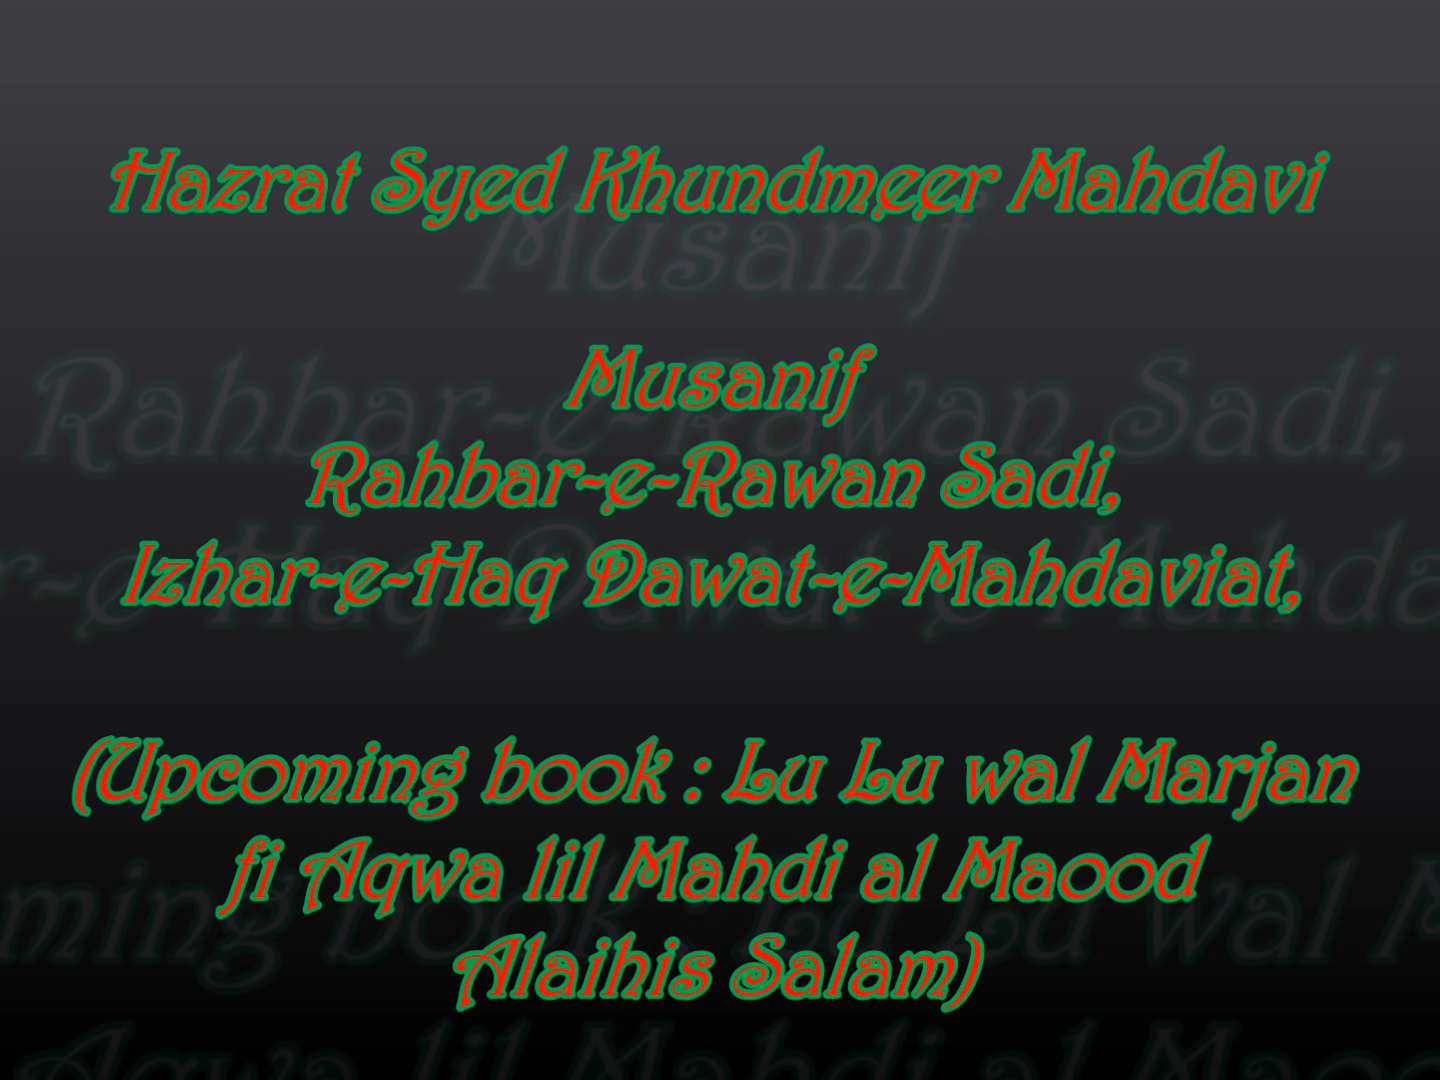 Hazrat Syed Khundmeer Mahdavi
Musanif
Rahbar-e-Rawan Sadi,
Izhar-e-Haq Dawat-e-Mahdaviat,
(Upcoming book : Lu Lu wal Marjan
fi Aqwa lil Mahdi al Maood
Alaihis Salam)